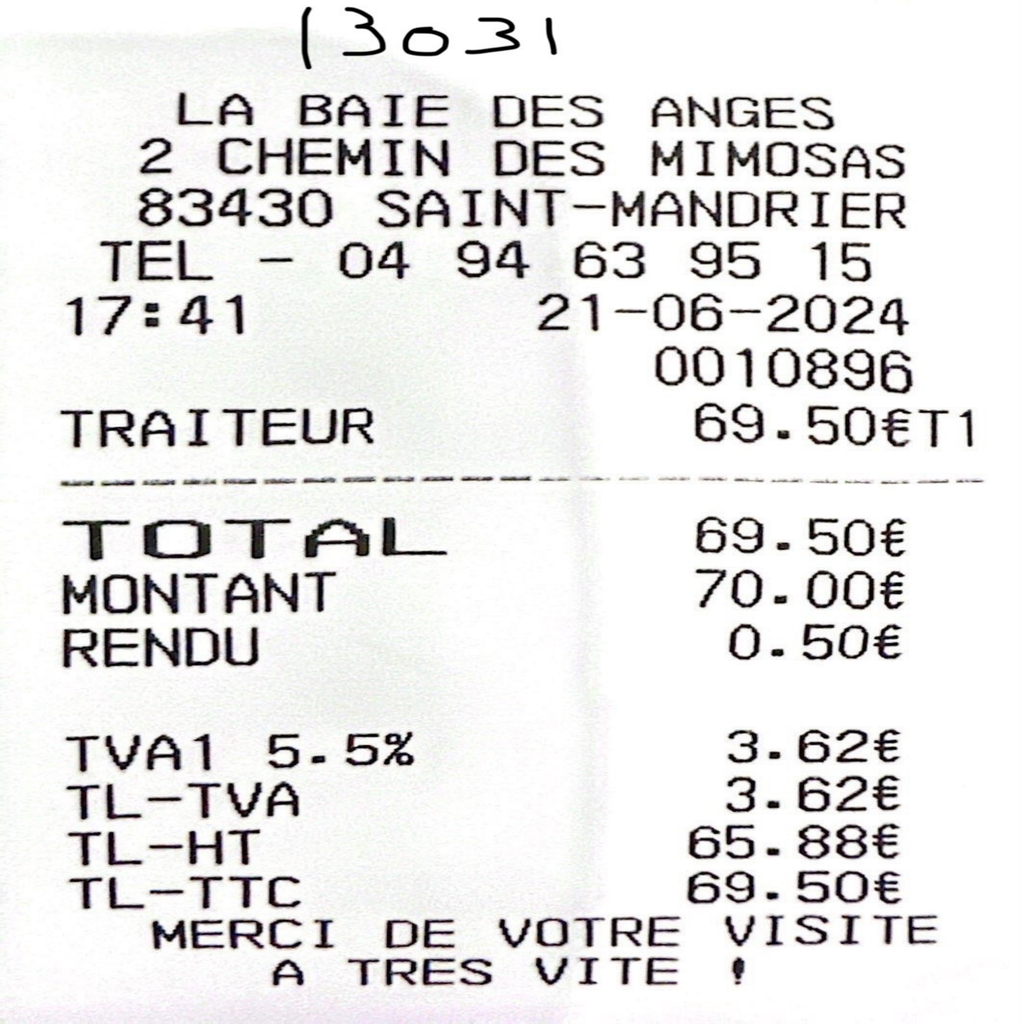 13031
LA BAIE DES ANGES
2 CHEMIN DES MIMOSAS
83430 SAINT-MANDRIER
TEL - 04 94 63 95 15
17:41 21-06-2024
0010896
TRAITEUR 69.50€T1
TOTAL 69.50€
MONTANT 70.00€
RENDU 0.50€
TVA1 5.5% 3.62€
TL-TVA 3.62€
TL-HT 65.88€
TL-TTC 69.50€
MERCI DE VOTRE VISITE
A TRES VITE !